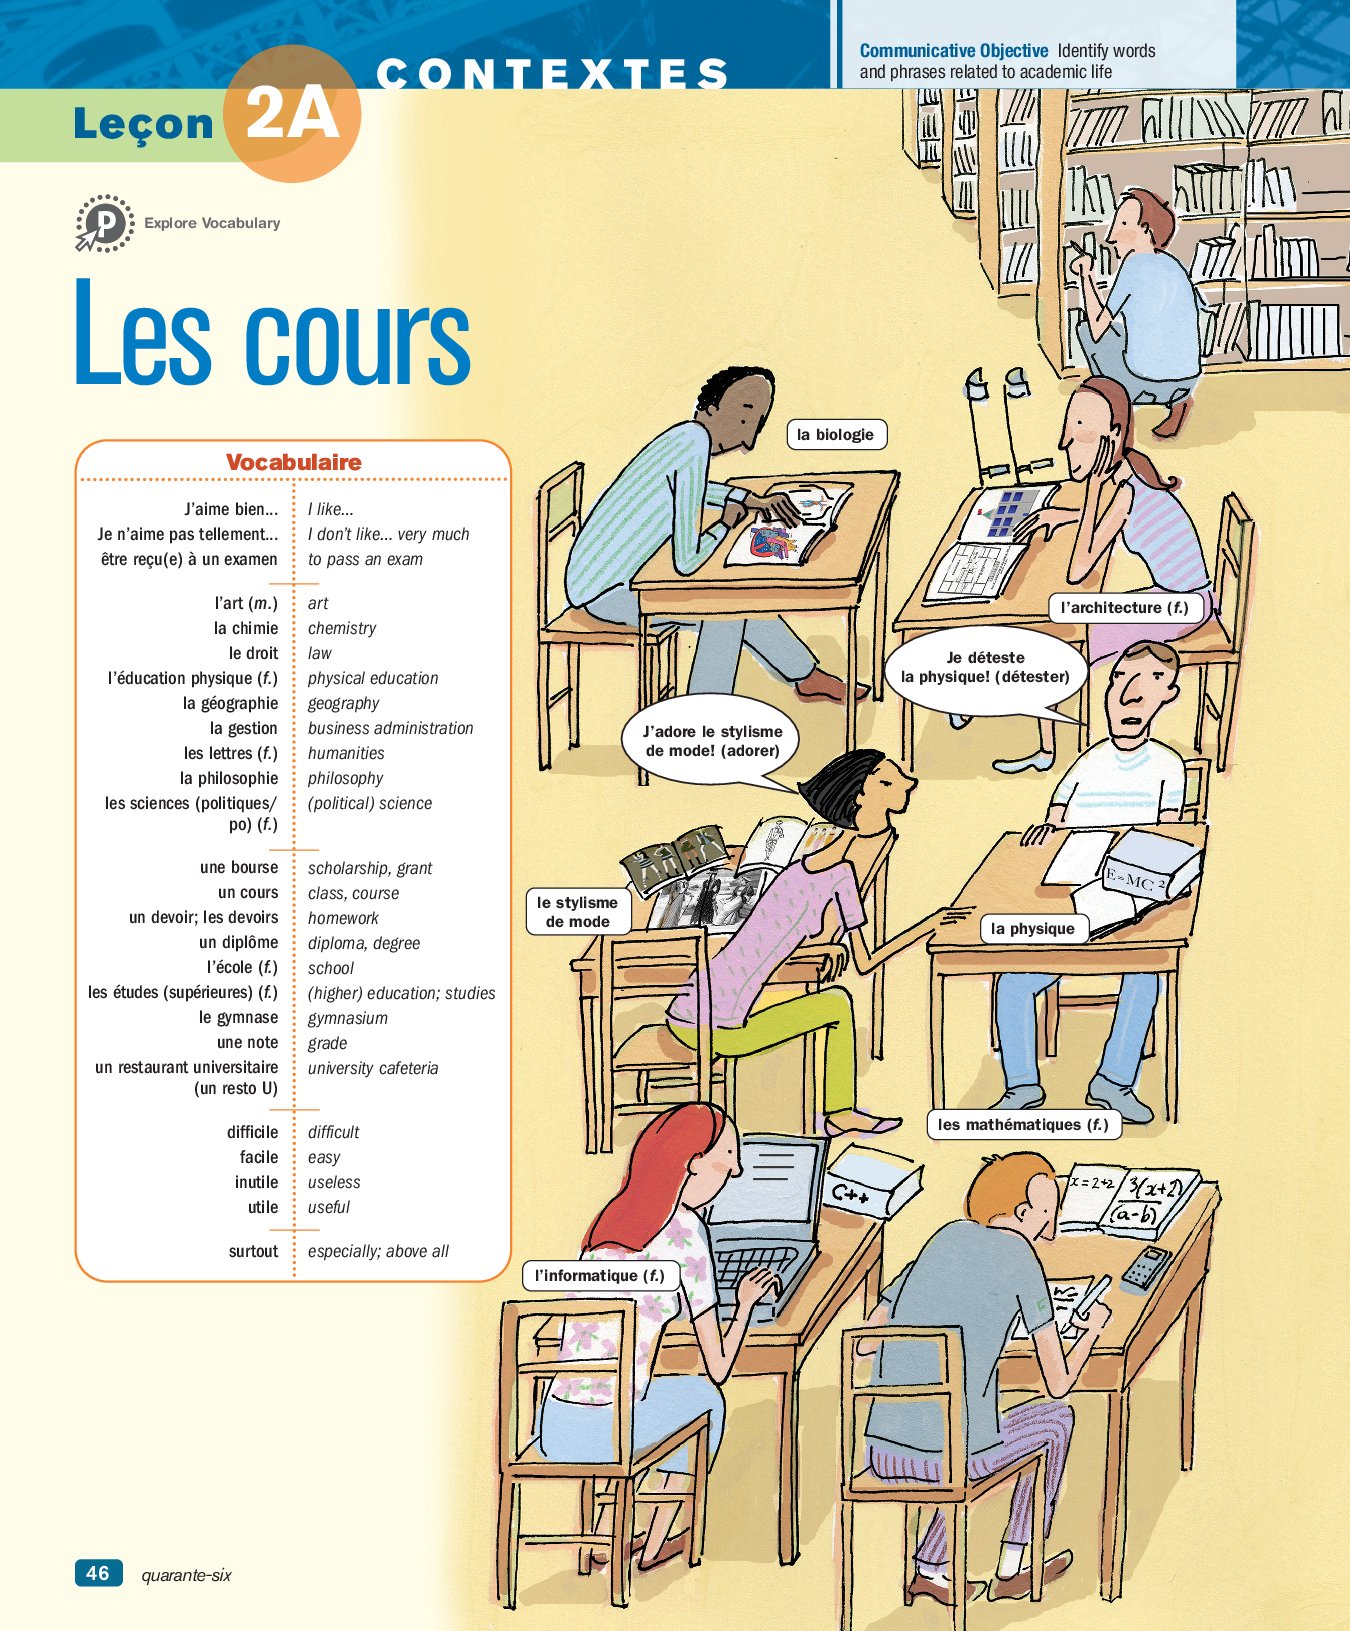 CONTEXTES
Communicative Objective Identify words
and phrases related to academic life
Leçon 2A
P
Explore Vocabulary
Les cours
Vocabulaire
J'aime bien... I like...
Je n'aime pas tellement... I don't like... very much
être reçu(e) à un examen to pass an exam
l'art (m.) art
la chimie chemistry
le droit law
l'éducation physique (f.) physical education
la géographie geography
la gestion business administration
les lettres (f.) humanities
la philosophie philosophy
les sciences (politiques/ (political) science
po) (f.)
une bourse scholarship, grant
un cours class, course
un devoir; les devoirs homework
un diplôme diploma, degree
l'école (f.) school
les études (supérieures) (f.) (higher) education; studies
le gymnase gymnasium
une note grade
un restaurant universitaire university cafeteria
(un resto U)
difficile difficult
facile easy
inutile useless
utile useful
surtout especially; above all
la biologie
l'architecture (f.)
Je déteste
la physique! (détester)
J'adore le stylisme
de mode! (adorer)
le stylisme
de mode
E=MC²
la physique
les mathématiques (f.)
C++
x=2+2
3(x+2)
(a-b)
l'informatique (f.)
46 quarante-six